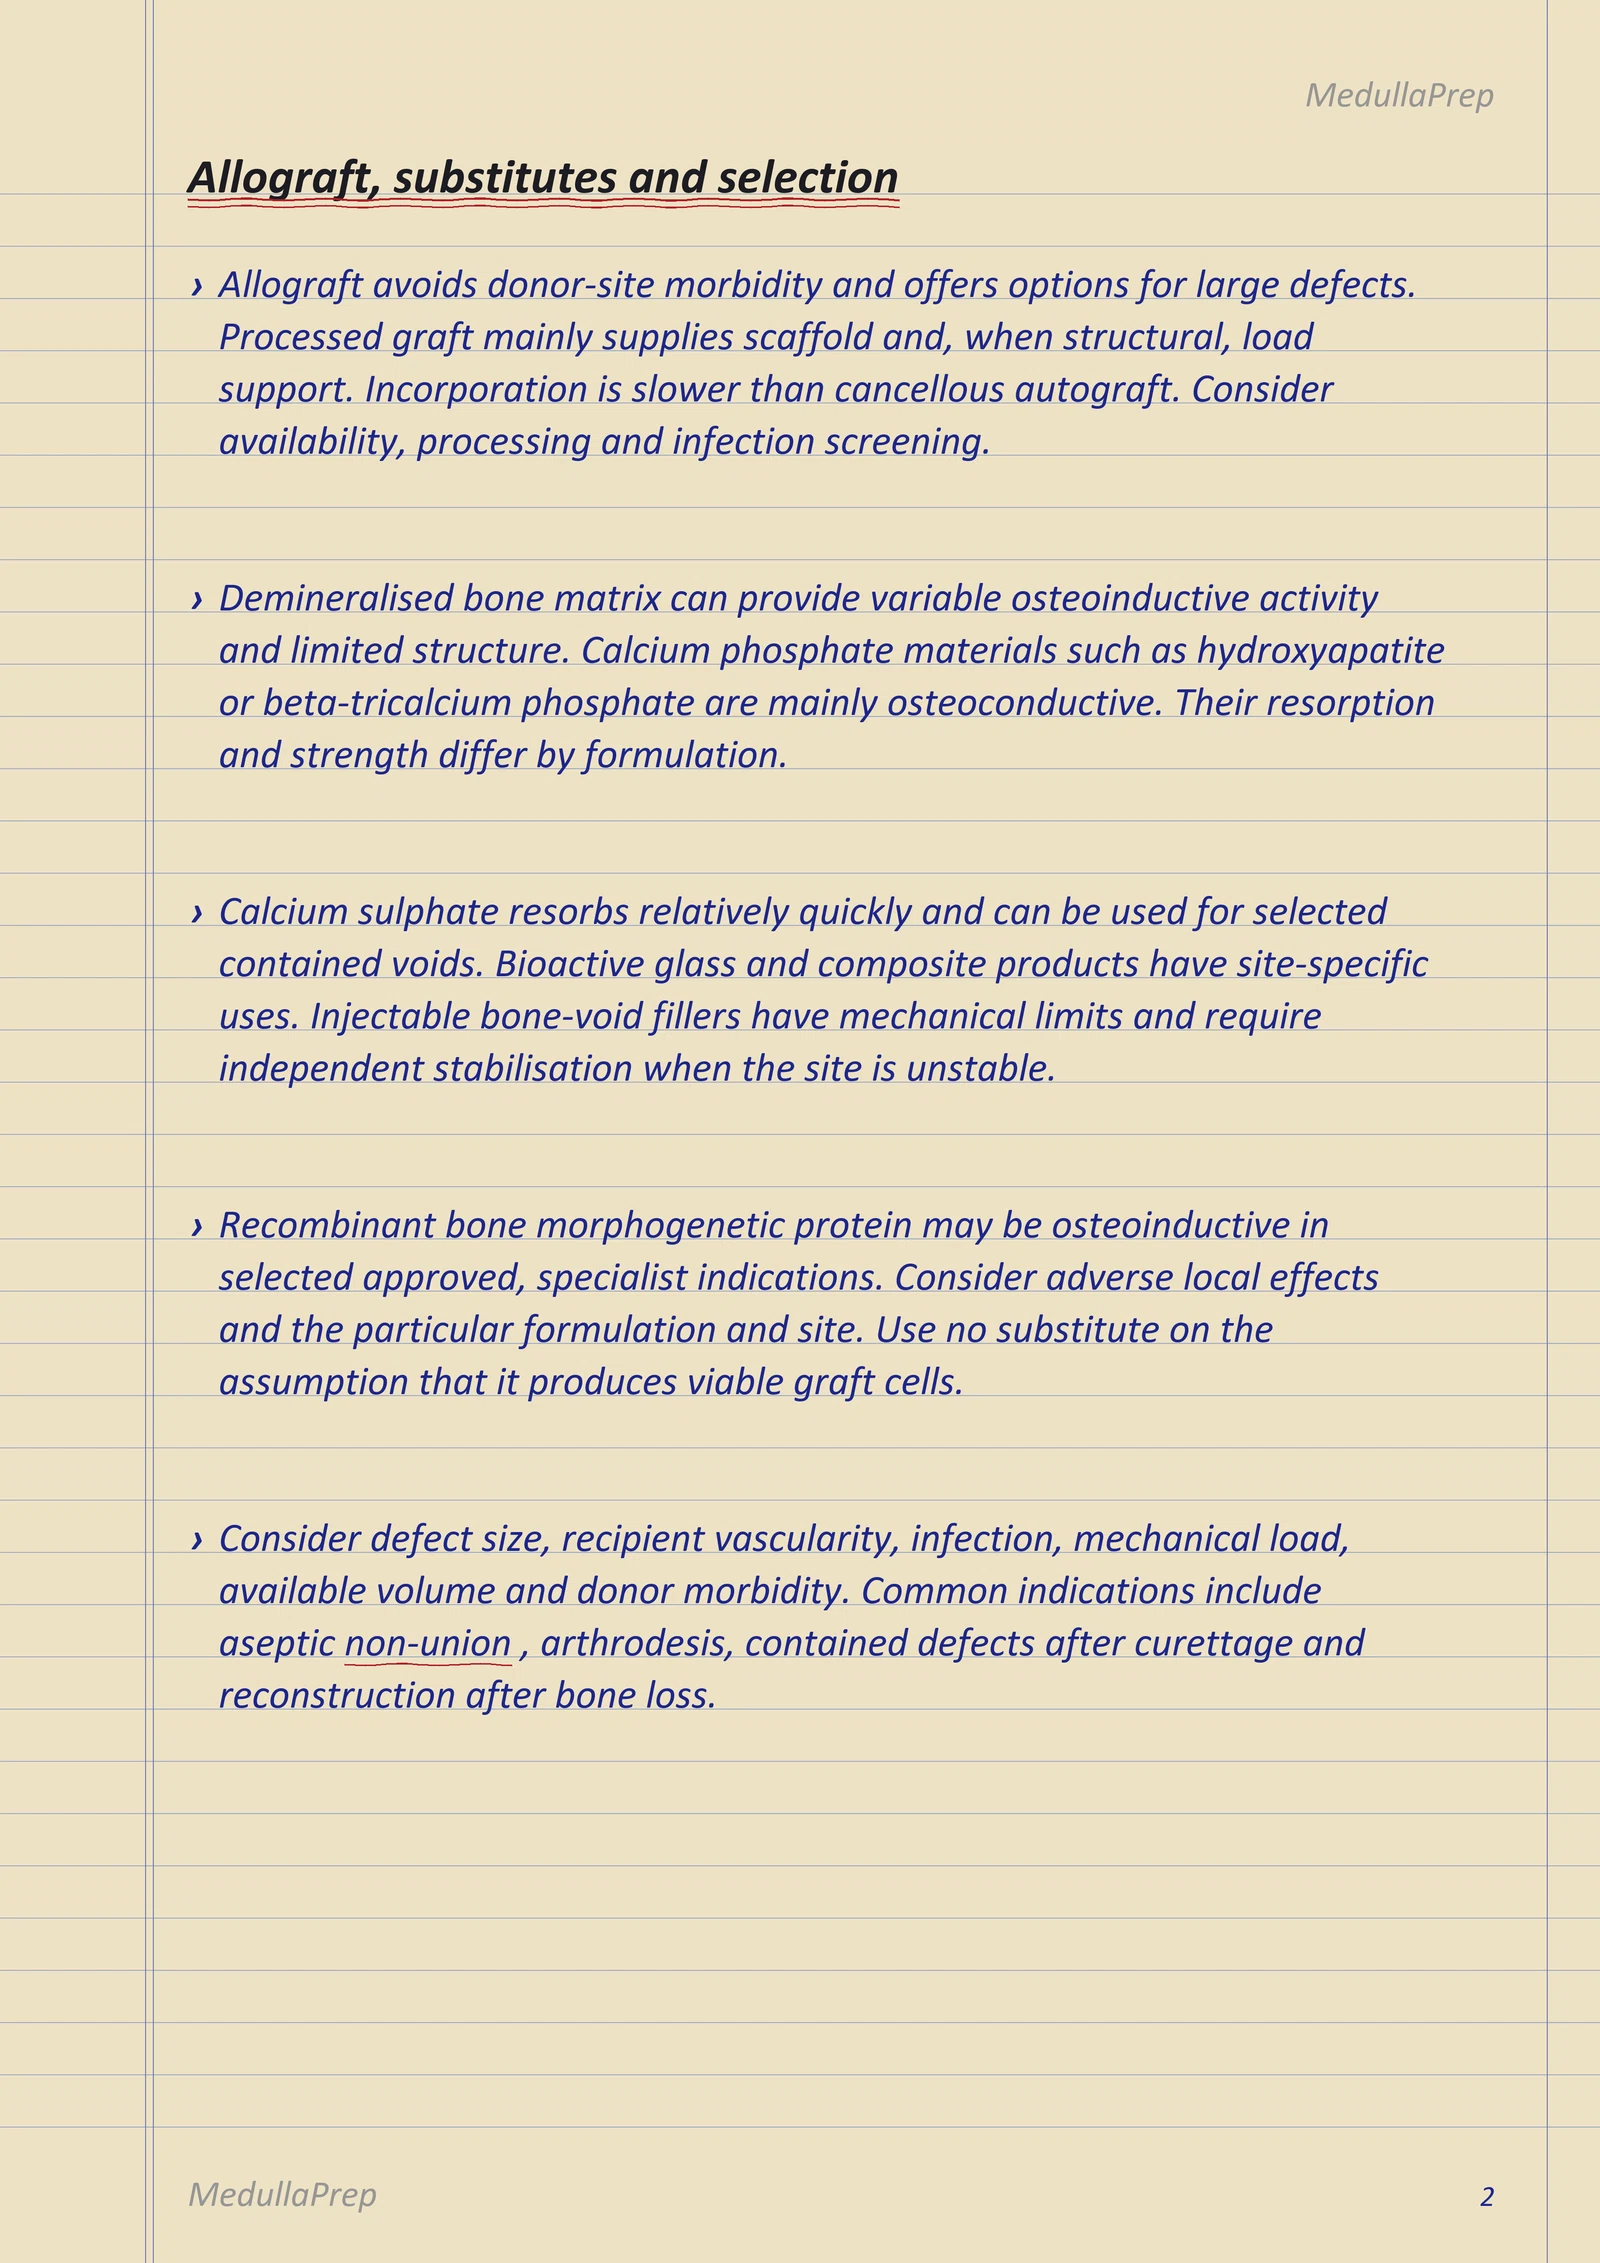 MedullaPrep
Allograft, substitutes and selection
› Allograft avoids donor-site morbidity and offers options for large defects.
Processed graft mainly supplies scaffold and, when structural, load
support. Incorporation is slower than cancellous autograft. Consider
availability, processing and infection screening.
› Demineralised bone matrix can provide variable osteoinductive activity
and limited structure. Calcium phosphate materials such as hydroxyapatite
or beta-tricalcium phosphate are mainly osteoconductive. Their resorption
and strength differ by formulation.
› Calcium sulphate resorbs relatively quickly and can be used for selected
contained voids. Bioactive glass and composite products have site-specific
uses. Injectable bone-void fillers have mechanical limits and require
independent stabilisation when the site is unstable.
› Recombinant bone morphogenetic protein may be osteoinductive in
selected approved, specialist indications. Consider adverse local effects
and the particular formulation and site. Use no substitute on the
assumption that it produces viable graft cells.
› Consider defect size, recipient vascularity, infection, mechanical load,
available volume and donor morbidity. Common indications include
aseptic non-union , arthrodesis, contained defects after curettage and
reconstruction after bone loss.
MedullaPrep
2